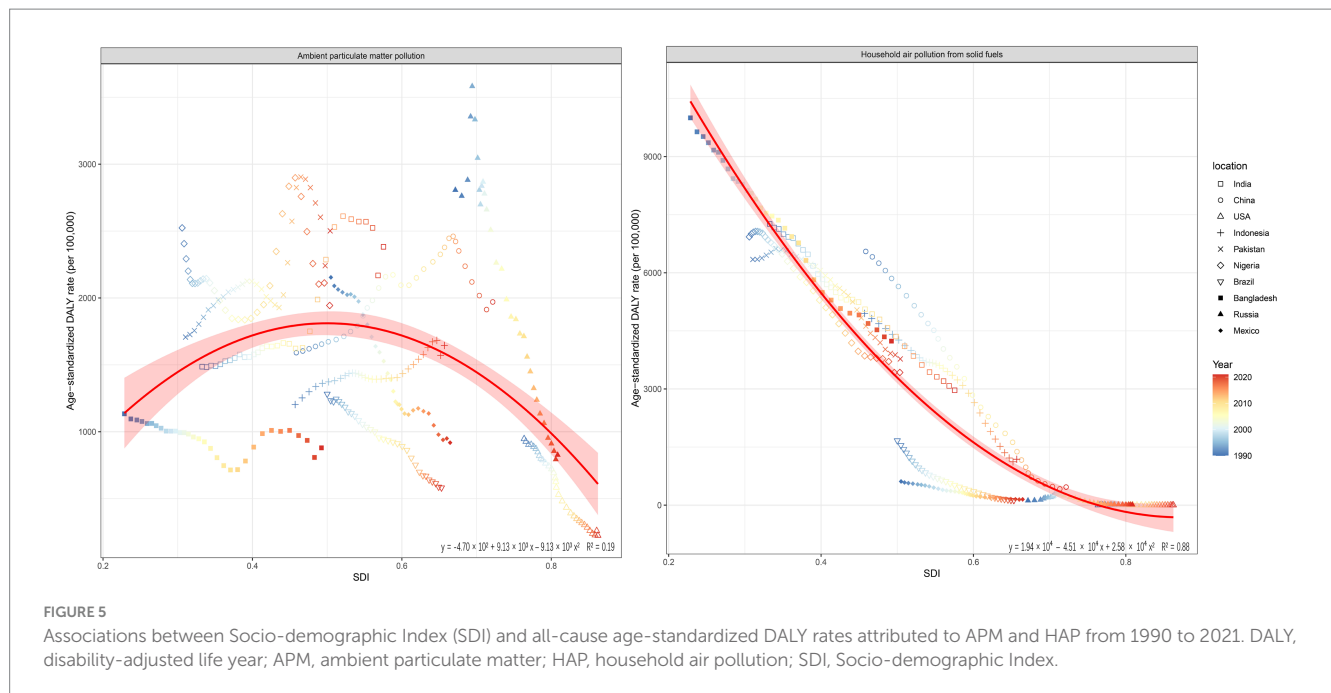 Ambient particulate matter pollution
Age-standardized DALY rate (per 100,000)
3000
2000
1000
0.2 0.4 0.6 0.8
SDI
y = −4.70 × 10² + 9.13 × 10³ x − 9.13 × 10³ x² R² = 0.19
Household air pollution from solid fuels
Age-standardized DALY rate (per 100,000)
9000
6000
3000
0
0.2 0.4 0.6 0.8
SDI
y = 1.94 × 10⁴ − 4.51 × 10⁴ x + 2.58 × 10⁴ x² R² = 0.88
location
India
China
USA
Indonesia
Pakistan
Nigeria
Brazil
Bangladesh
Russia
Mexico
Year
2020
2010
2000
1990
FIGURE 5
Associations between Socio-demographic Index (SDI) and all-cause age-standardized DALY rates attributed to APM and HAP from 1990 to 2021. DALY,
disability-adjusted life year; APM, ambient particulate matter; HAP, household air pollution; SDI, Socio-demographic Index.